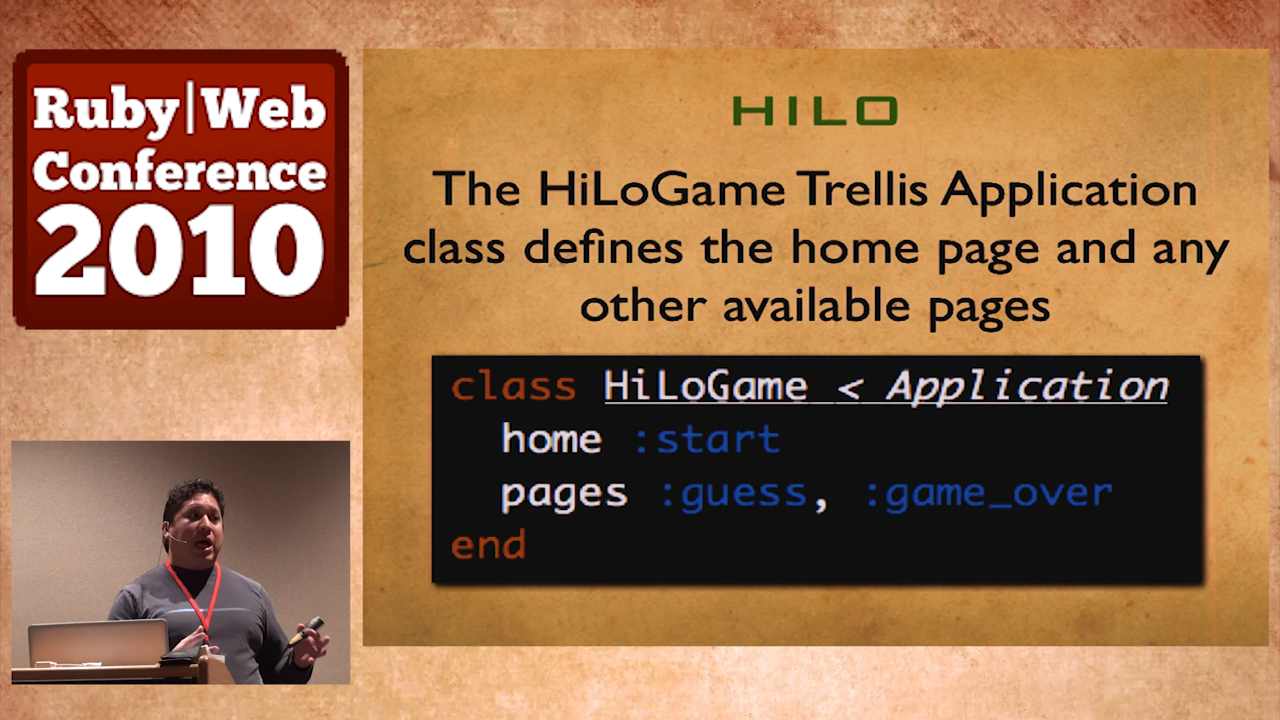 Ruby|Web
Conference
2010
HILO
The HiLoGame Trellis Application
class defines the home page and any
other available pages
class HiLoGame < Application
home :start
pages :guess, :game_over
end